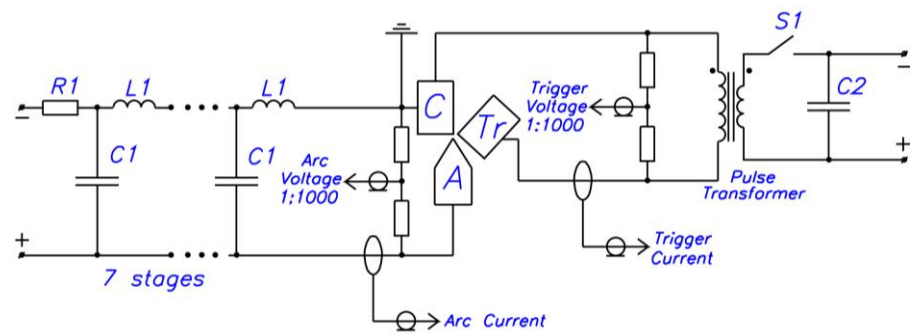 S1
R1
L1
L1
C
Tr
Trigger
Voltage
1:1000
C2
−
−
C1
C1
Arc
Voltage
1:1000
A
+
+
Pulse
Transformer
7 stages
Trigger
Current
Arc Current